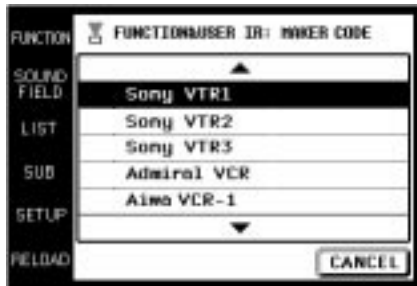 FUNCTION
FUNCTION&USER IR: MAKER CODE
SOUND
FIELD
Sony VTR1
LIST
Sony VTR2
Sony VTR3
SUB
Admiral VCR
Aiwa VCR-1
SETUP
RELOAD
CANCEL